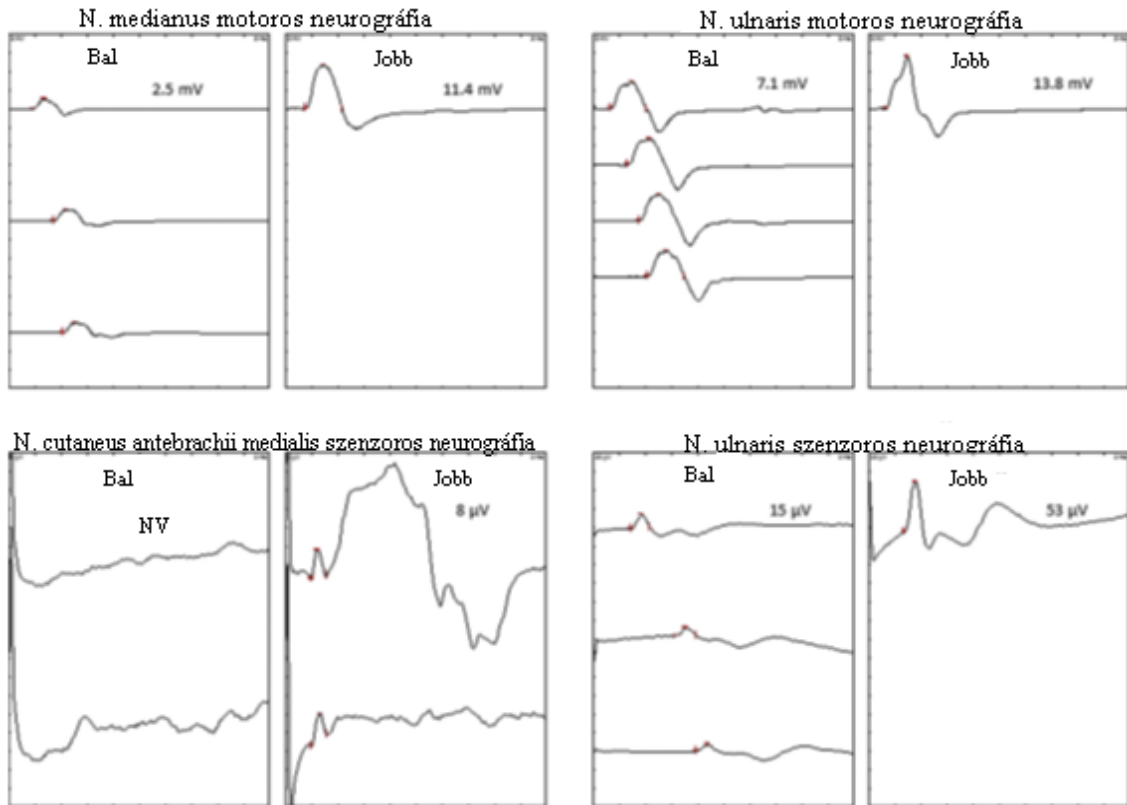 N. medianus motoros neurográfia
Bal
2.5 mV
Jobb
11.4 mV
N. ulnaris motoros neurográfia
Bal
7.1 mV
Jobb
13.8 mV
N. cutaneus antebrachii medialis szenzoros neurográfia
Bal
NV
Jobb
8 µV
N. ulnaris szenzoros neurográfia
Bal
15 µV
Jobb
53 µV